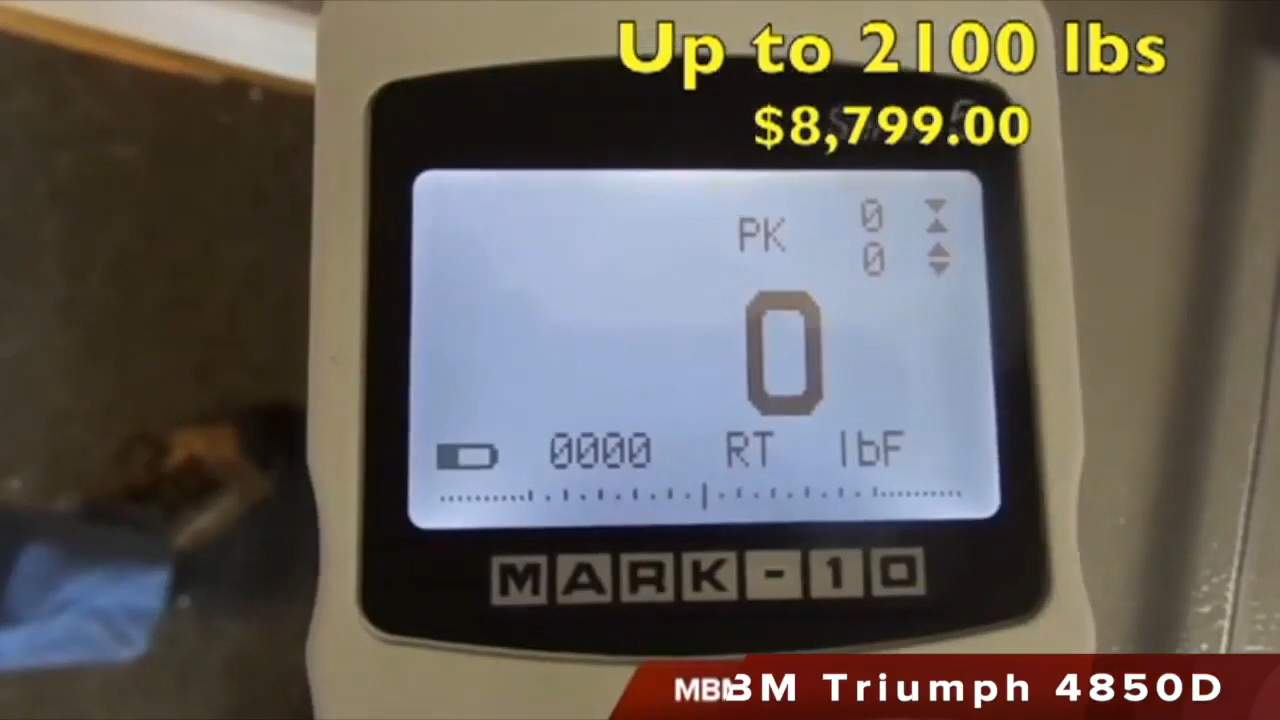 Up to 2100 lbs
$8,799.00
PK 0
0
0
0000 RT lbF
MARK-10
MBM Triumph 4850D